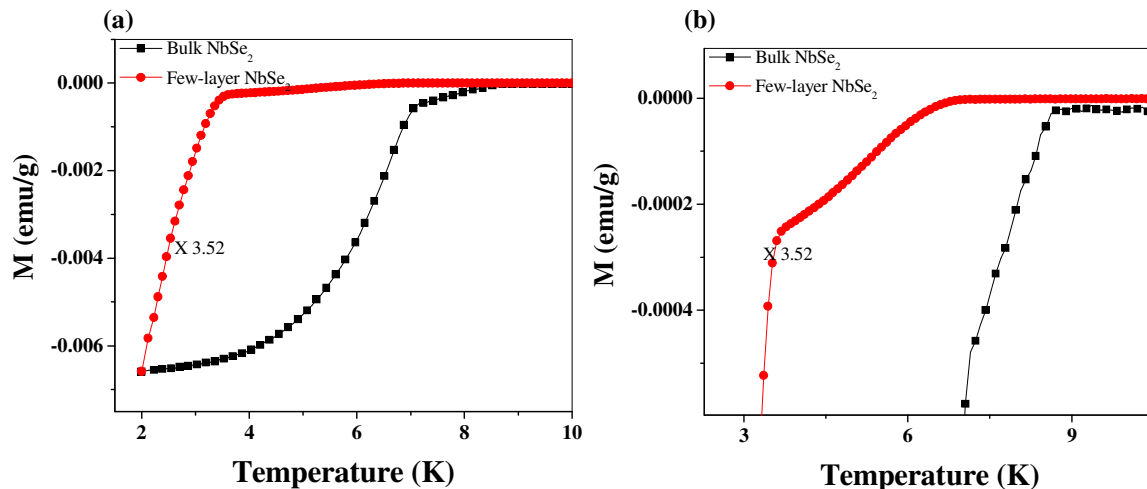 (a)
Bulk NbSe₂
Few-layer NbSe₂
0.000
-0.002
-0.004
-0.006
M (emu/g)
X 3.52
2
4
6
8
10
Temperature (K)
(b)
Bulk NbSe₂
Few-layer NbSe₂
0.0000
-0.0002
-0.0004
M (emu/g)
X 3.52
3
6
9
Temperature (K)